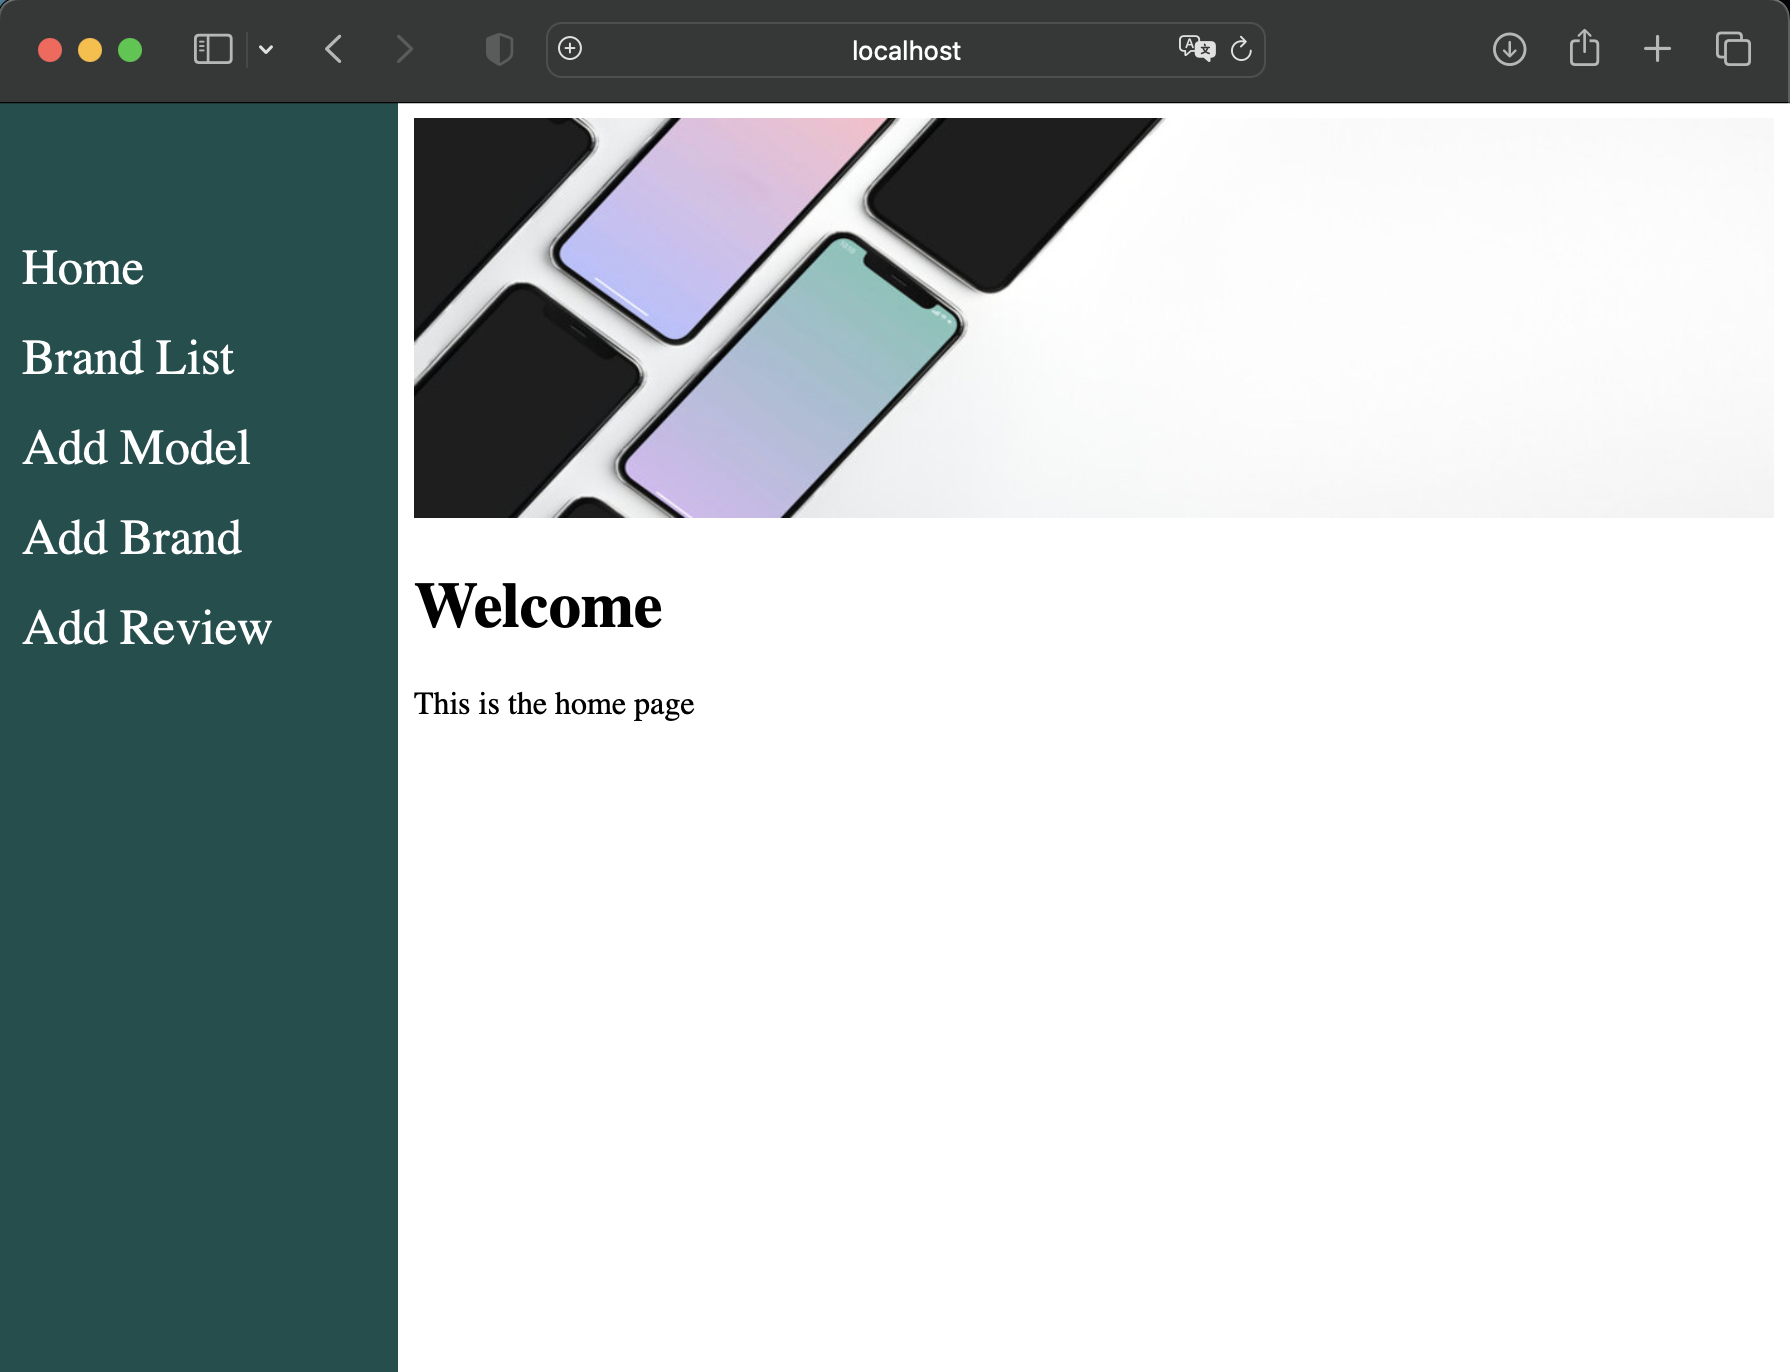 localhost
Home
Brand List
Add Model
Add Brand
Add Review
Welcome
This is the home page